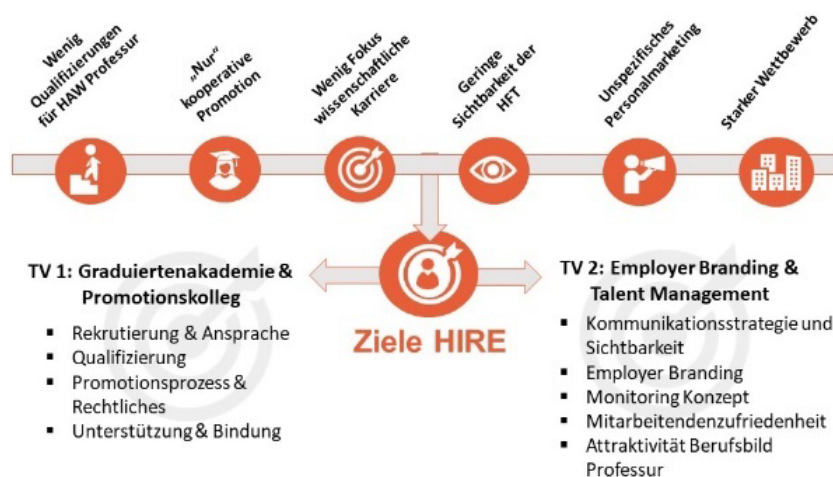 Wenig
Qualifizierungen
für HAW Professur
„Nur"
kooperative
Promotion
Wenig Fokus
wissenschaftliche
Karriere
Geringe
Sichtbarkeit der
HFT
Unspezifisches
Personalmarketing
Starker Wettbewerb
TV 1: Graduiertenakademie &
Promotionskolleg
▪ Rekrutierung & Ansprache
▪ Qualifizierung
▪ Promotionsprozess &
Rechtliches
▪ Unterstützung & Bindung
Ziele HIRE
TV 2: Employer Branding &
Talent Management
▪ Kommunikationsstrategie und
Sichtbarkeit
▪ Employer Branding
▪ Monitoring Konzept
▪ Mitarbeitendenzufriedenheit
▪ Attraktivität Berufsbild
Professur